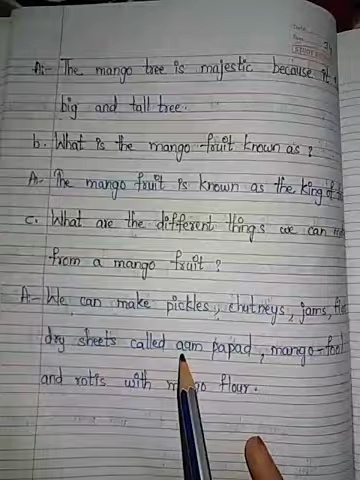 A:- The mango tree is majestic because it
big and tall tree.
b. What is the mango fruit known as?
A- The mango fruit is known as the king of
c. What are the different things we can
from a mango fruit?
A:- We can make pickles, chutneys, jams,
dry sheets called aam papad, mango-fool
and rotis with mango flour.